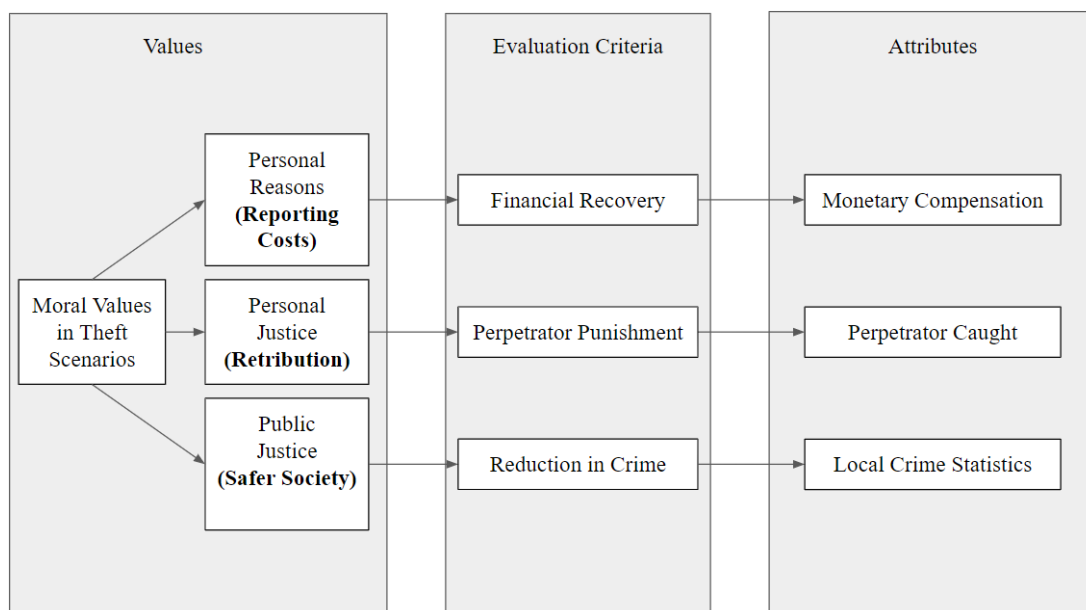 Values
Evaluation Criteria
Attributes
Personal
Reasons
(Reporting
Costs)
Financial Recovery
Monetary Compensation
Moral Values
in Theft
Scenarios
Personal
Justice
(Retribution)
Perpetrator Punishment
Perpetrator Caught
Public
Justice
(Safer Society)
Reduction in Crime
Local Crime Statistics